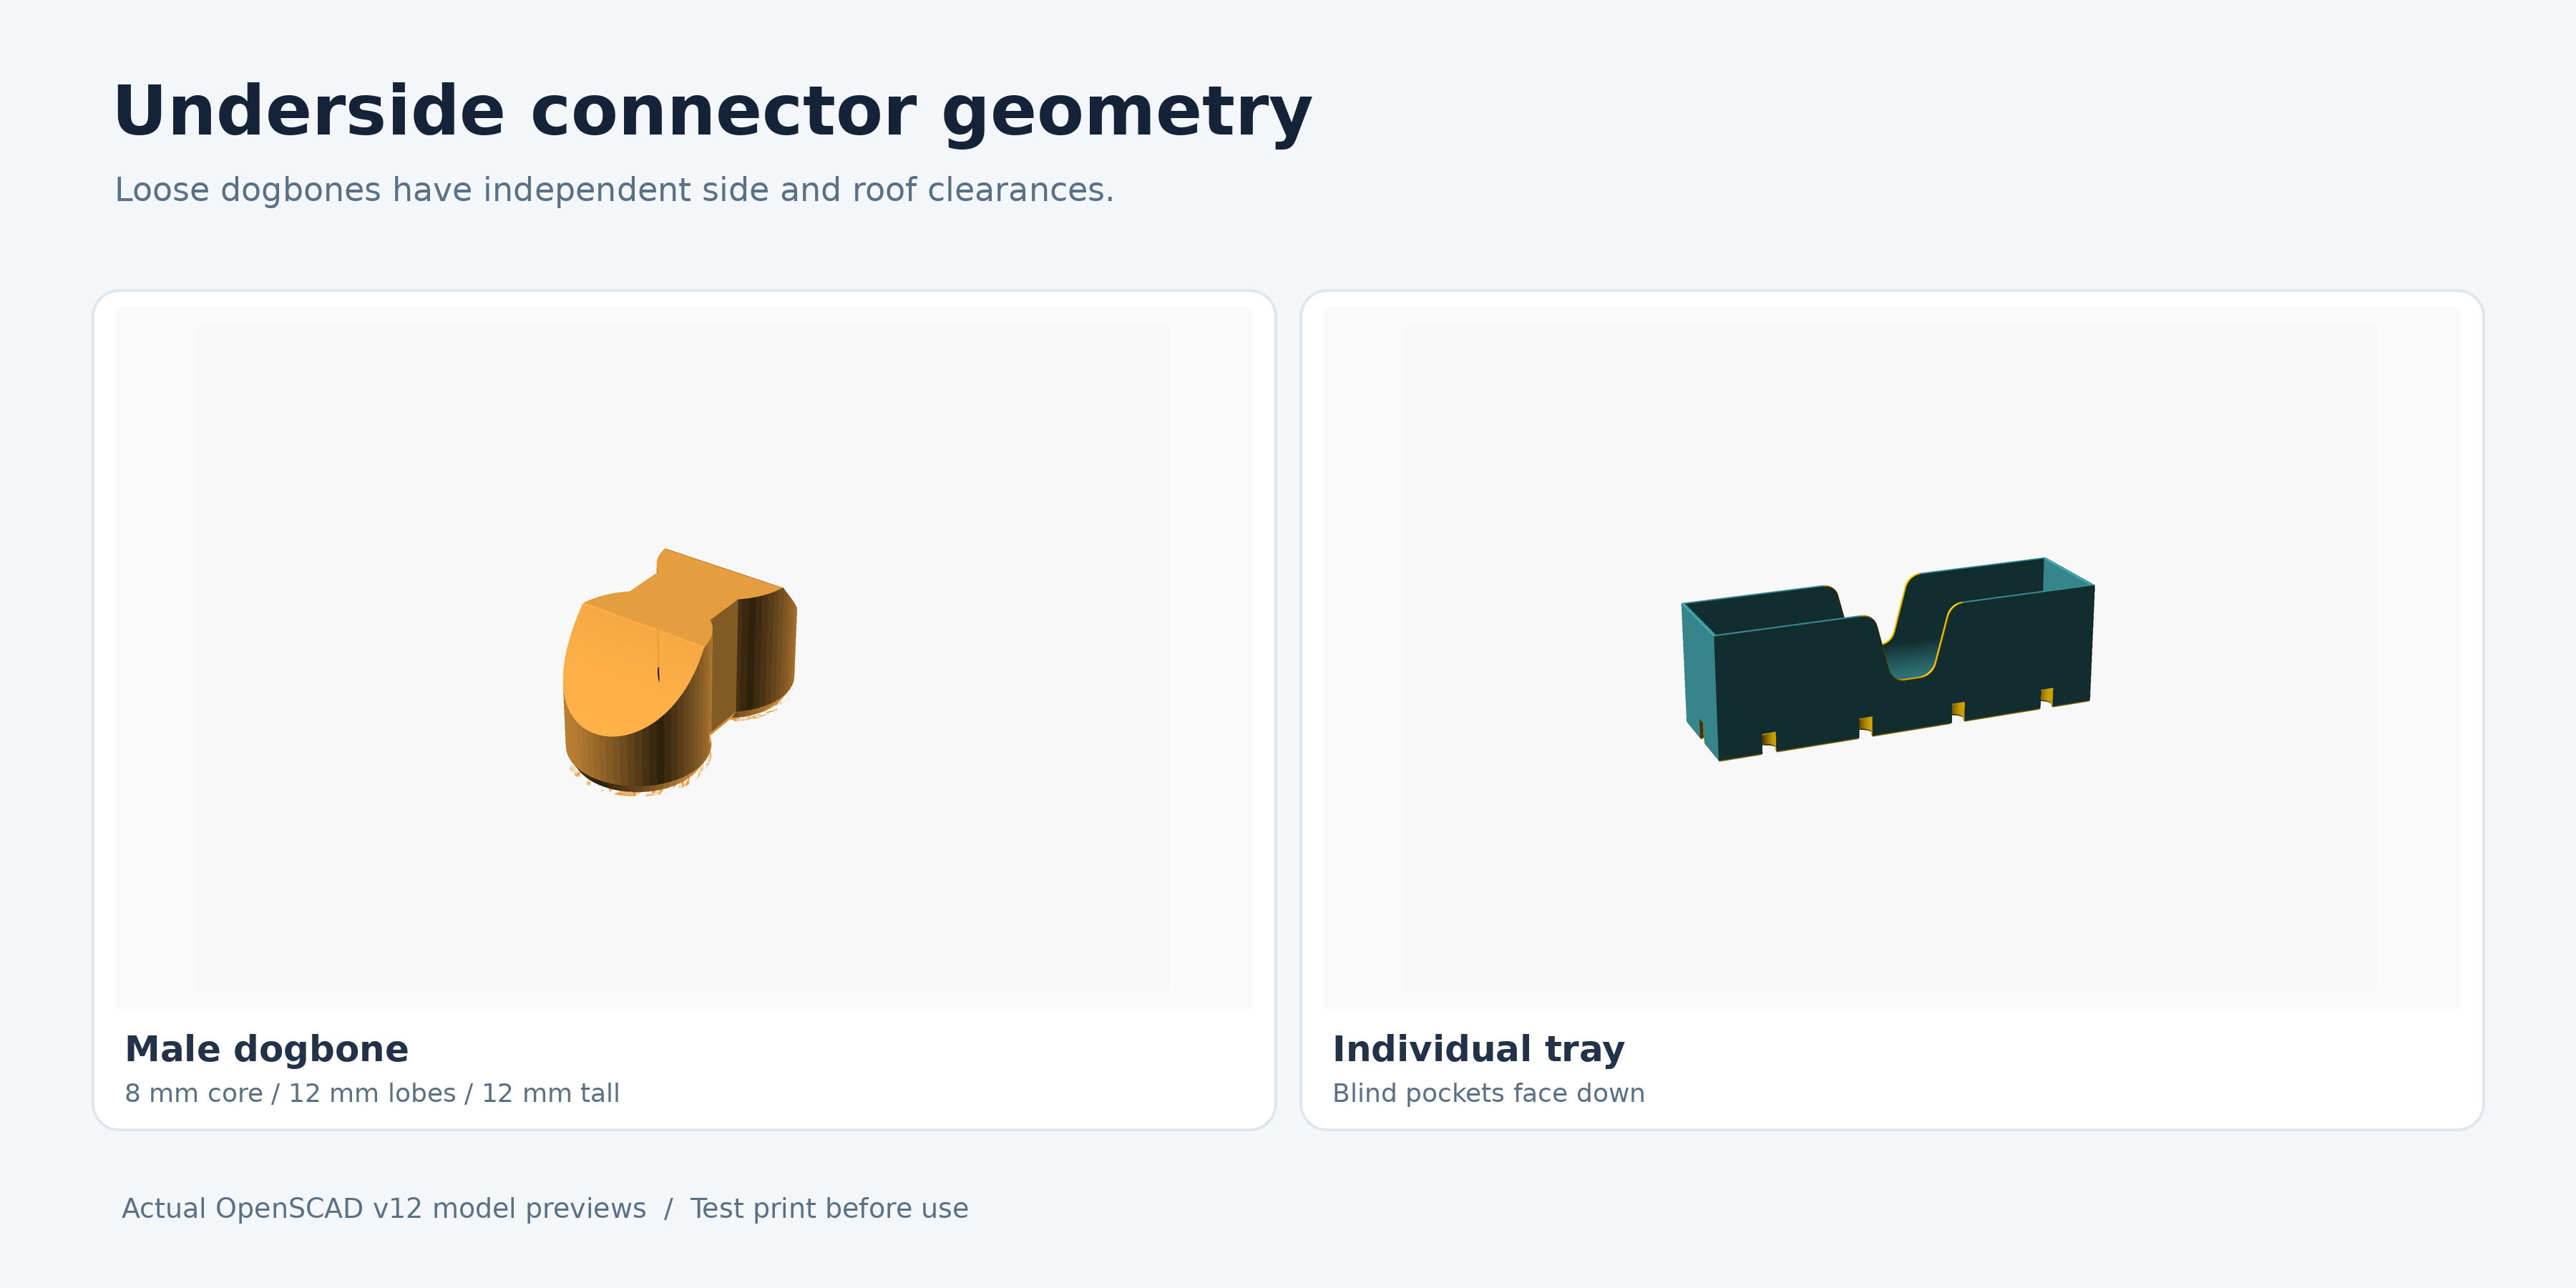 Underside connector geometry
Loose dogbones have independent side and roof clearances.
Male dogbone
8 mm core / 12 mm lobes / 12 mm tall
Individual tray
Blind pockets face down
Actual OpenSCAD v12 model previews / Test print before use